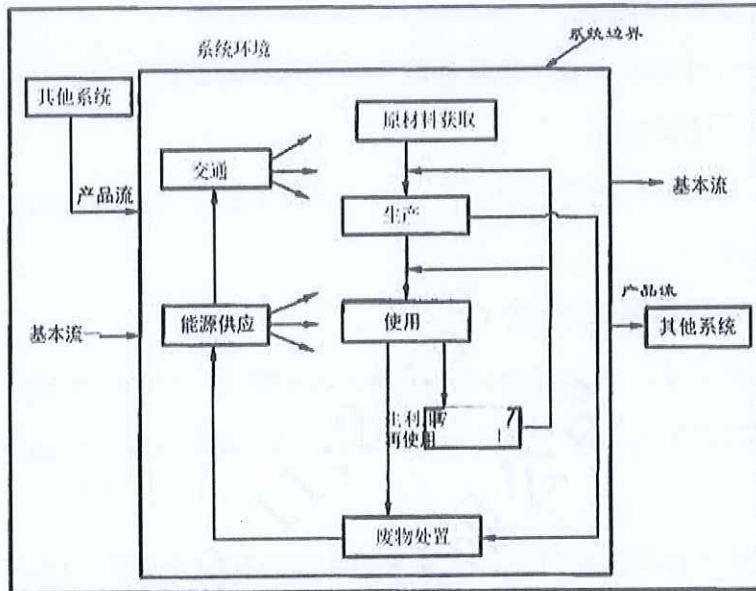 系统环境
系统边界
其他系统
原材料获取
交通
产品流
基本流
生产
产品流
能源供应
使用
基本流
其他系统
再使用
废物处置